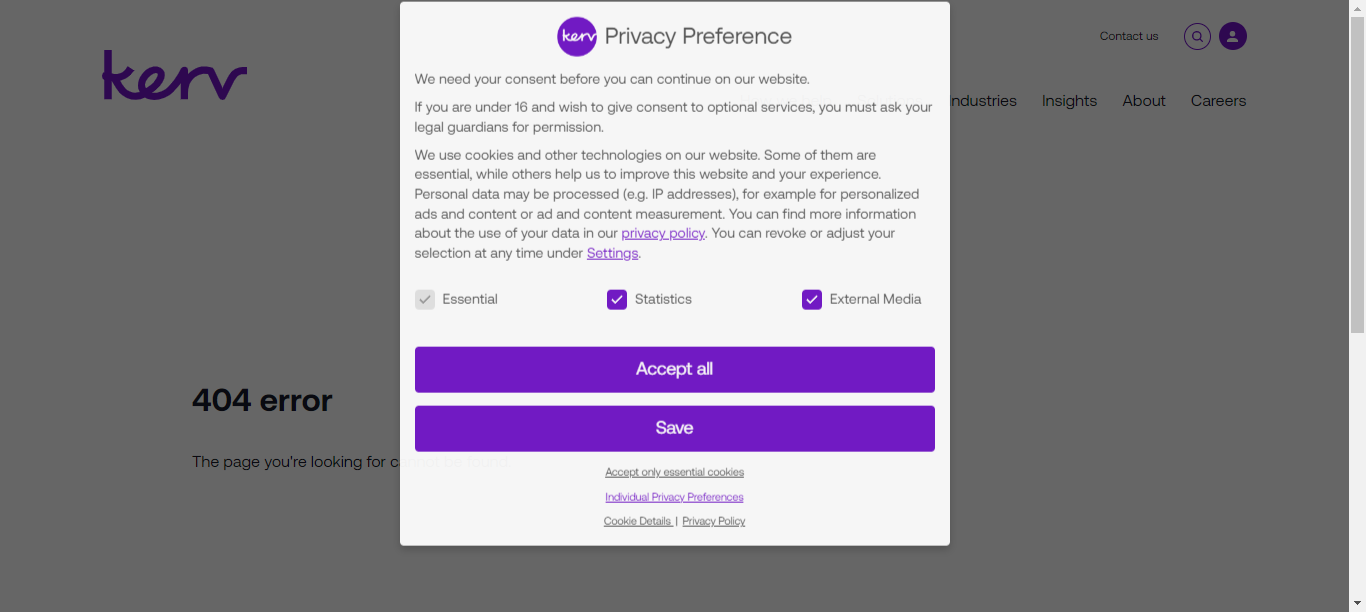 kerv
Contact us
Industries
Insights
About
Careers
404 error
The page you're looking for
kerv
Privacy Preference
We need your consent before you can continue on our website.
If you are under 16 and wish to give consent to optional services, you must ask your
legal guardians for permission.
We use cookies and other technologies on our website. Some of them are
essential, while others help us to improve this website and your experience.
Personal data may be processed (e.g. IP addresses), for example for personalized
ads and content or ad and content measurement. You can find more information
about the use of your data in our privacy policy. You can revoke or adjust your
selection at any time under Settings.
Essential
Statistics
External Media
Accept all
Save
Accept only essential cookies
Individual Privacy Preferences
Cookie Details | Privacy Policy